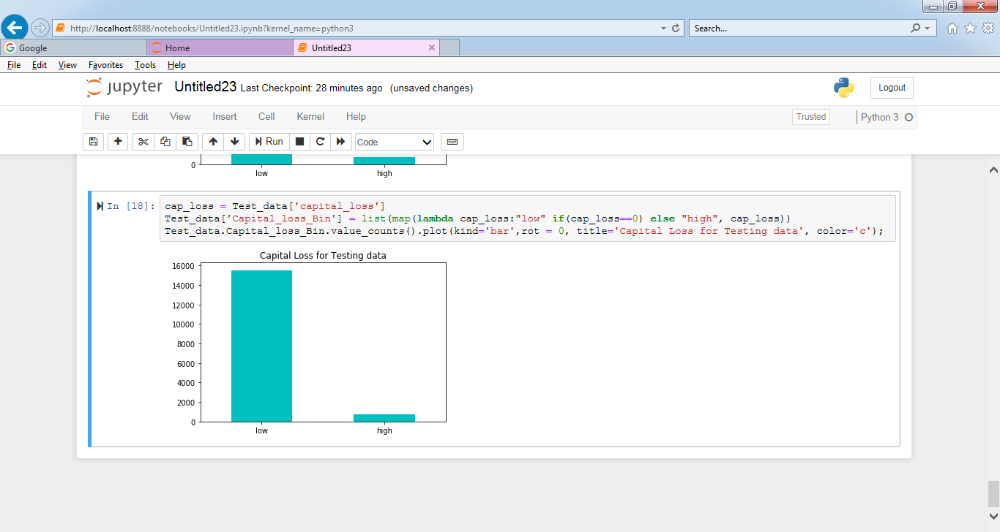 http://localhost:8888/notebooks/Untitled23.ipynb?kernel_name=python3
Search...
Google
Home
Untitled23
File Edit View Favorites Tools Help
jupyter Untitled23 Last Checkpoint: 28 minutes ago (unsaved changes)
Logout
File Edit View Insert Cell Kernel Help
Trusted
Python 3
Run
Code
0
low high
In [18]:
cap_loss = Test_data['capital_loss']
Test_data['Capital_loss_Bin'] = list(map(lambda cap_loss:"low" if(cap_loss==0) else "high", cap_loss))
Test_data.Capital_loss_Bin.value_counts().plot(kind='bar',rot = 0, title='Capital Loss for Testing data', color='c');
Capital Loss for Testing data
16000
14000
12000
10000
8000
6000
4000
2000
0
low high